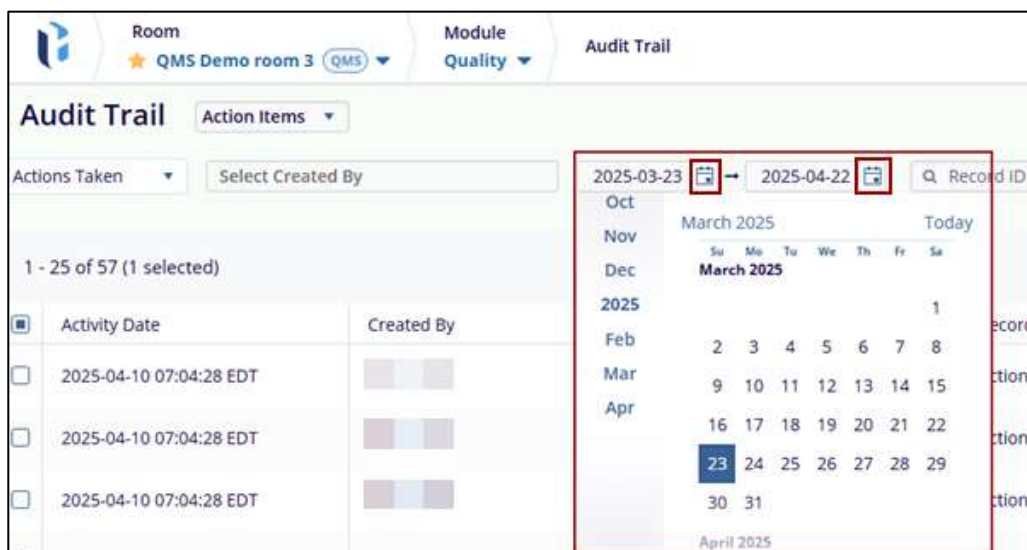 Room
Module
QMS Demo room 3 QMS
Quality
Audit Trail
Audit Trail
Action Items
Actions Taken
Select Created By
2025-03-23
2025-04-22
Record ID
Oct
Nov
Dec
2025
Feb
Mar
Apr
March 2025 Today
Su Mo Tu We Th Fr Sa
March 2025
1
2 3 4 5 6 7 8
9 10 11 12 13 14 15
16 17 18 19 20 21 22
23 24 25 26 27 28 29
30 31
April 2025
1 - 25 of 57 (1 selected)
Activity Date
Created By
2025-04-10 07:04:28 EDT
2025-04-10 07:04:28 EDT
2025-04-10 07:04:28 EDT